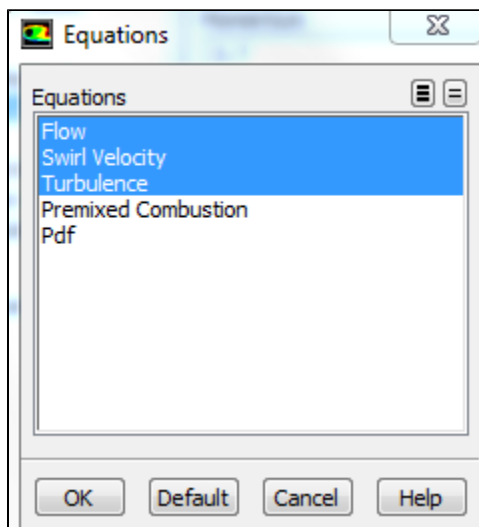 Equations
Equations
Flow
Swirl Velocity
Turbulence
Premixed Combustion
Pdf
OK Default Cancel Help